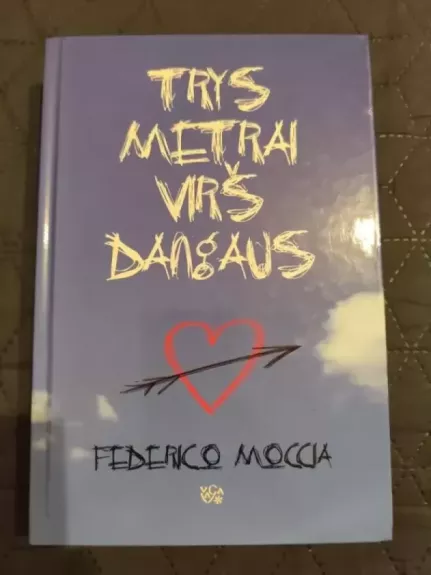 TRYS
METRAI
VIRŠ
DANGAUS
FEDERICO MOCCIA